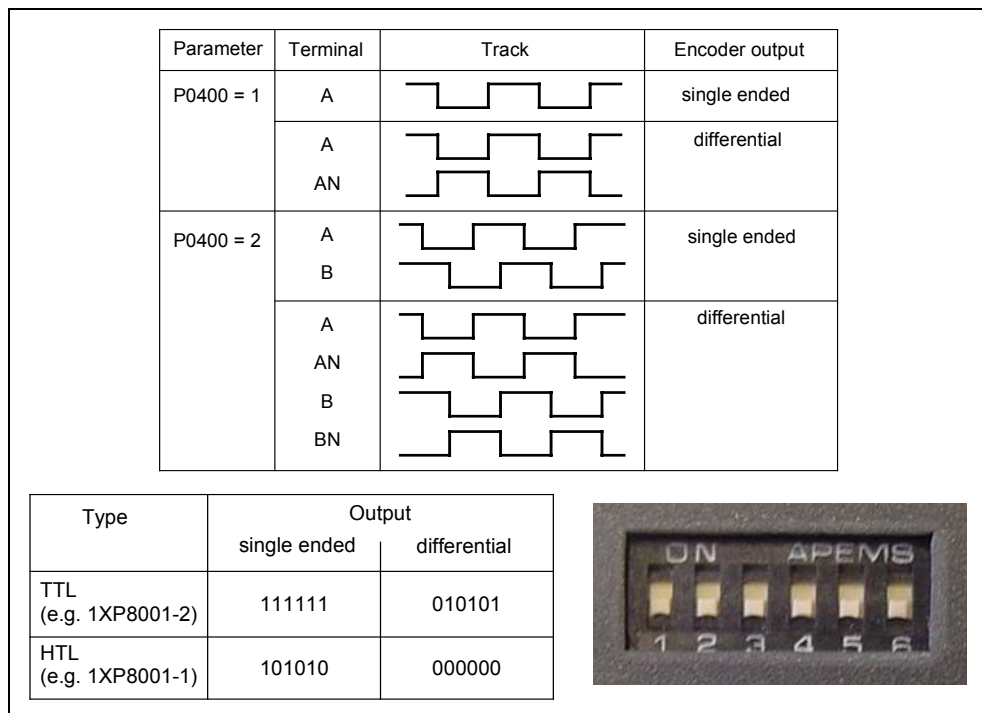 Parameter Terminal Track Encoder output
P0400 = 1 A single ended
A differential
AN
P0400 = 2 A single ended
B
A differential
AN
B
BN
Type Output
single ended differential
TTL
(e.g. 1XP8001-2) 111111 010101
HTL
(e.g. 1XP8001-1) 101010 000000
ON APEMS
1 2 3 4 5 6